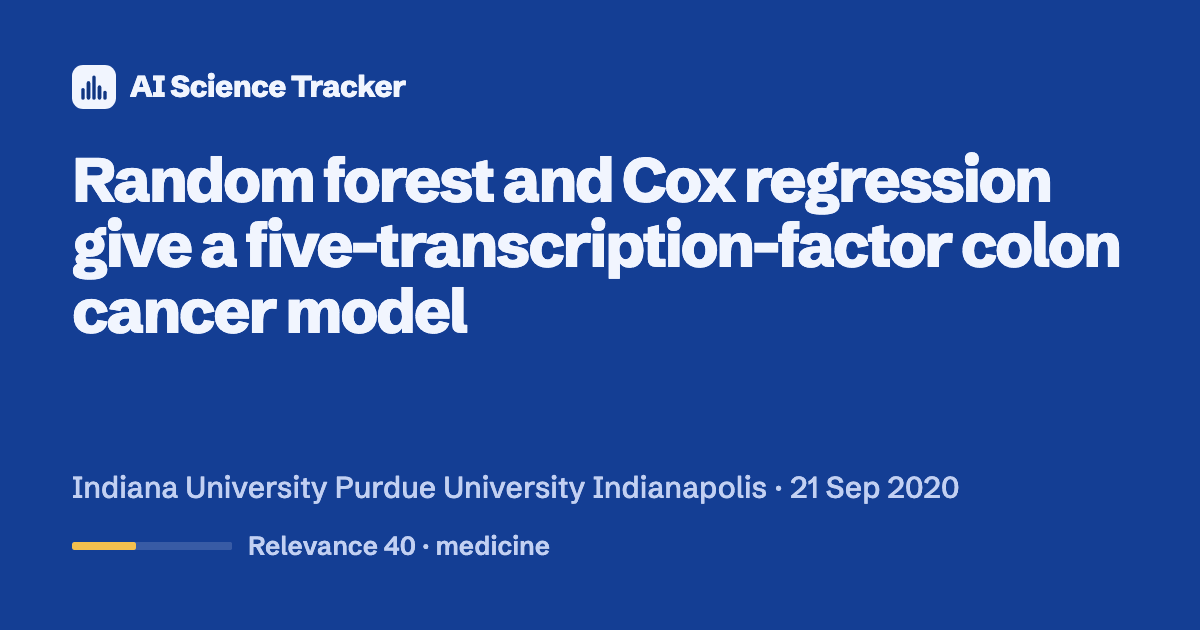 AI Science Tracker
Random forest and Cox regression
give a five-transcription-factor colon
cancer model
Indiana University Purdue University Indianapolis · 21 Sep 2020
Relevance 40 · medicine